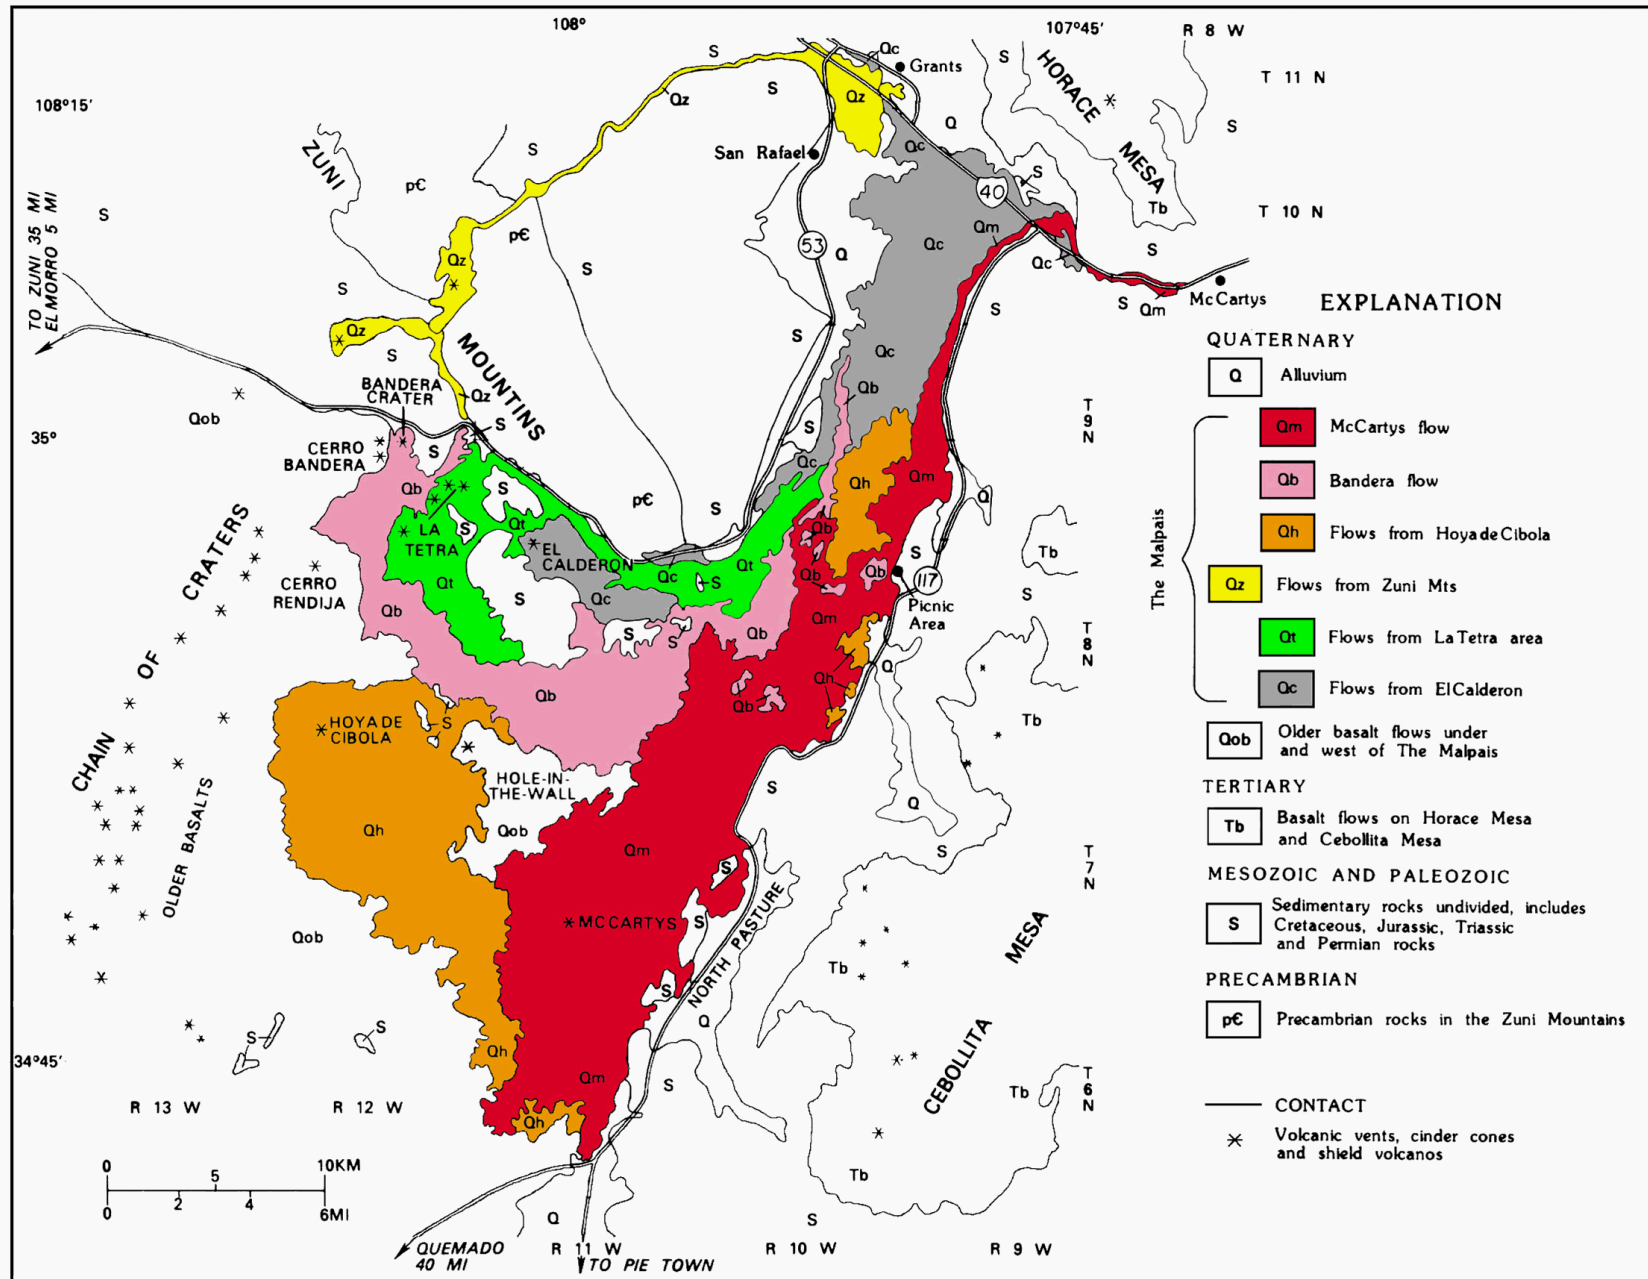 108°
107°45'
R 8 W
S
Qc
Grants
S
HORACE
MESA
T 11 N
108°15'
Qz
S
Qz
Q
S
ZUNI
S
San Rafael
Qc
pЄ
40
S
Tb
T 10 N
TO ZUNI 35 MI
EL MORRO 5 MI
S
pЄ
53
Q
Qc
Qm
S
Qz
S
S
Qc
McCartys
S
Qm
S
Qz
S
MOUNTINS
S
Qc
BANDERA
CRATER
Qz
Qb
Qob
S
T
9
N
35°
CERRO
BANDERA
S
S
Qc
Qb
S
pЄ
S
Qh
Qm
Q
LA
TETRA
S
Qt
EL
CALDERON
Qb
S
Tb
CHAIN OF CRATERS
CERRO
RENDIJA
Qt
S
Qc
Qc
S
Qt
Qb
Qb
117
Picnic
Area
S
Qb
S
S
Qb
Qm
Q
T
8
N
Qb
Qh
Qb
HOYA DE
CIBOLA
S
Tb
HOLE-IN-
THE-WALL
S
Q
OLDER BASALTS
Qh
Qob
Qm
S
S
T
7
N
MCCARTYS
S
NORTH PASTURE
Qob
MESA
Tb
S
S
S
Q
CEBOLLITA
34°45'
Qh
Qm
S
Tb
T
6
N
R 13 W
R 12 W
Qh
0 5 10KM
0 2 4 6MI
Tb
Q
S
QUEMADO
40 MI
R 11 W
TO PIE TOWN
R 10 W
R 9 W
EXPLANATION
QUATERNARY
Q Alluvium
The Malpais
Qm McCartys flow
Qb Bandera flow
Qh Flows from Hoya de Cibola
Qz Flows from Zuni Mts
Qt Flows from La Tetra area
Qc Flows from El Calderon
Qob Older basalt flows under
and west of The Malpais
TERTIARY
Tb Basalt flows on Horace Mesa
and Cebollita Mesa
MESOZOIC AND PALEOZOIC
S Sedimentary rocks undivided, includes
Cretaceous, Jurassic, Triassic
and Permian rocks
PRECAMBRIAN
pЄ Precambrian rocks in the Zuni Mountains
CONTACT
Volcanic vents, cinder cones
and shield volcanos